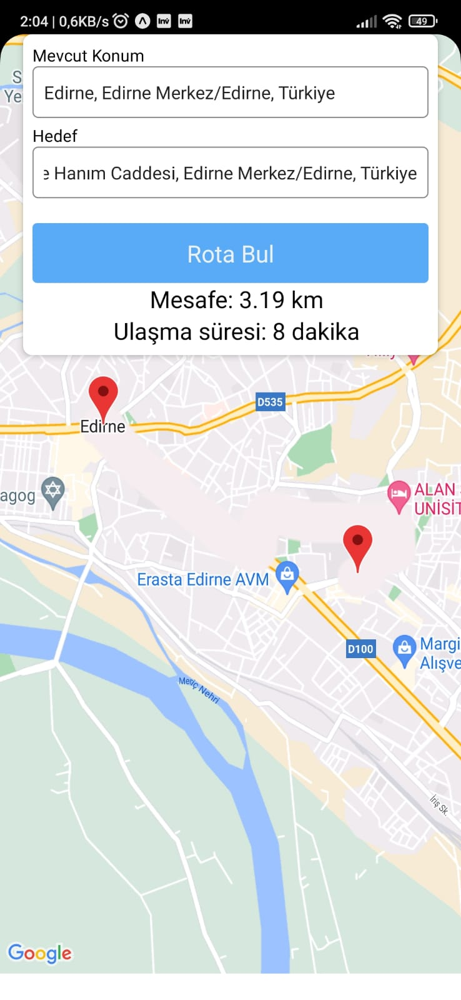 2:04 | 0,6KB/s
49
Mevcut Konum
S
Ye
Edirne, Edirne Merkez/Edirne, Türkiye
Hedef
e Hanım Caddesi, Edirne Merkez/Edirne, Türkiye
Rota Bul
Mesafe: 3.19 km
Ulaşma süresi: 8 dakika
D535
Edirne
agog
ALAN
UNİSİT
Erasta Edirne AVM
D100
Margi
Alışve
Meriç Nehri
İriş Sk.
Google